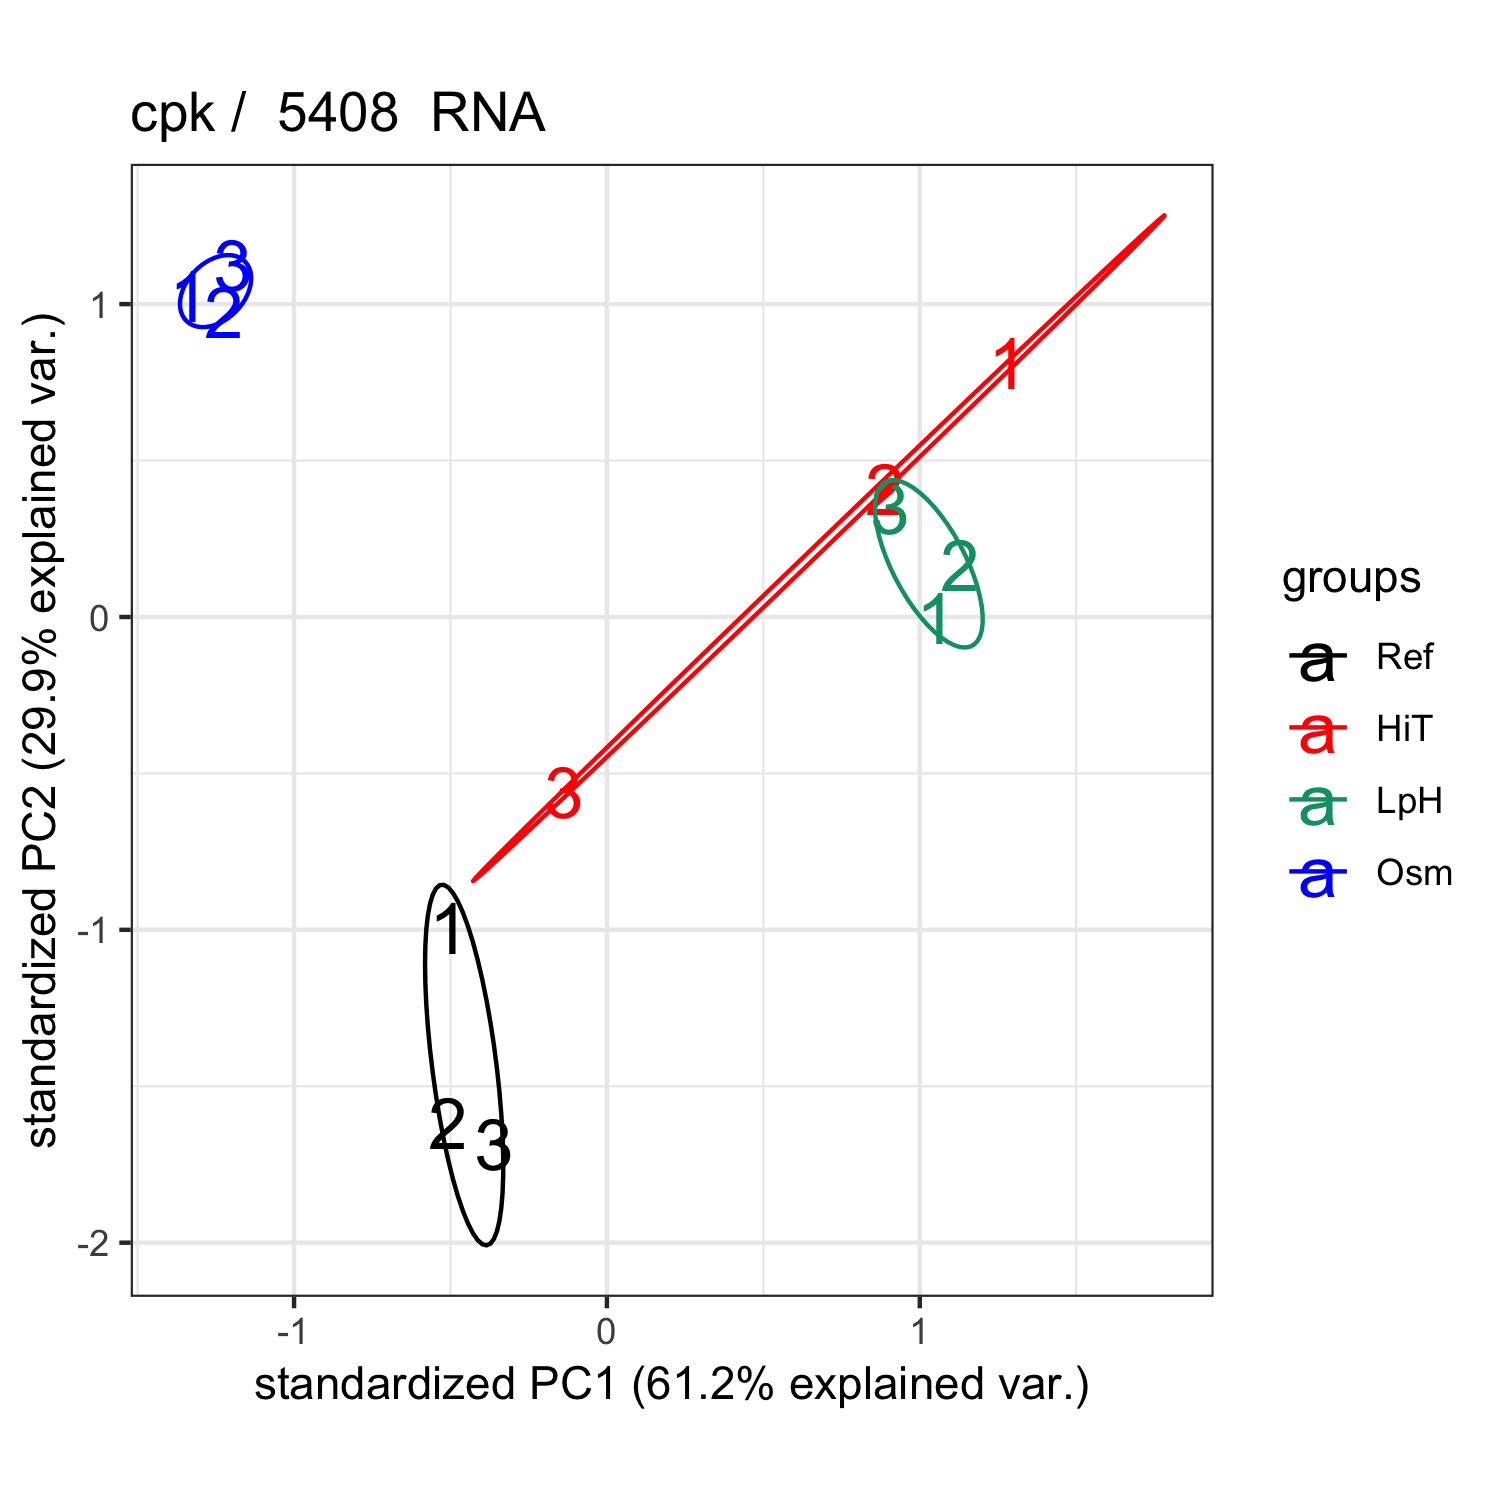 cpk /  5408  RNA
standardized PC2 (29.9% explained var.)
1
0
-1
-2
3
1
2
1
2
3
2
1
3
1
2
3
-1
0
1
standardized PC1 (61.2% explained var.)
groups
a Ref
a HiT
a LpH
a Osm